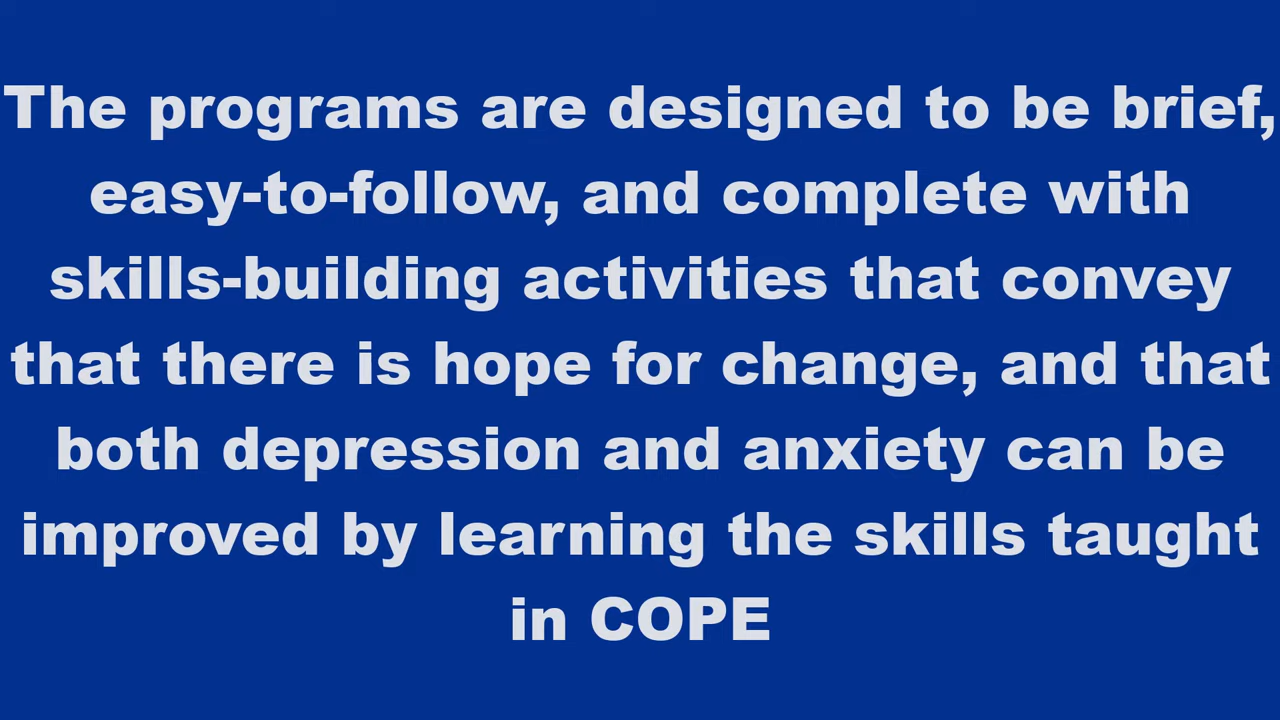 The programs are designed to be brief,
easy-to-follow, and complete with
skills-building activities that convey
that there is hope for change, and that
both depression and anxiety can be
improved by learning the skills taught
in COPE